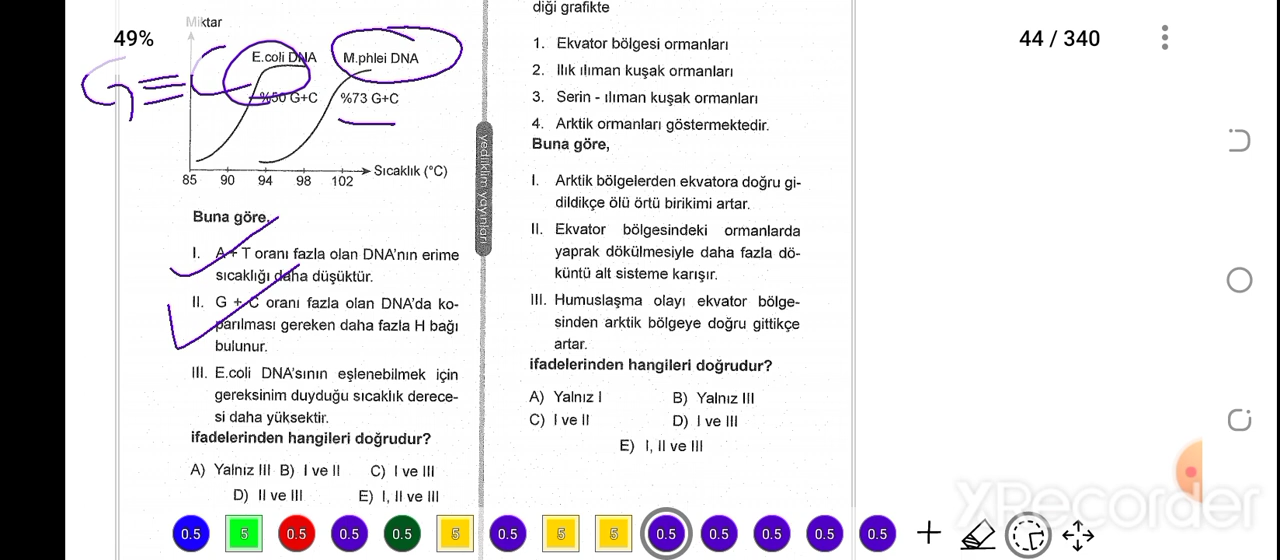 49%
44 / 340
Miktar
G≡C
E.coli DNA
M.phlei DNA
%50 G+C
%73 G+C
Sıcaklık (°C)
85 90 94 98 102
Buna göre,
I. A + T oranı fazla olan DNA'nın erime
sıcaklığı daha düşüktür.
II. G + C oranı fazla olan DNA'da ko-
parılması gereken daha fazla H bağı
bulunur.
III. E.coli DNA'sının eşlenebilmek için
gereksinim duyduğu sıcaklık derece-
si daha yüksektir.
ifadelerinden hangileri doğrudur?
A) Yalnız III B) I ve II C) I ve III
D) II ve III E) I, II ve III
yediiklim yayınları
diği grafikte
1. Ekvator bölgesi ormanları
2. Ilık ılıman kuşak ormanları
3. Serin - ılıman kuşak ormanları
4. Arktik ormanları göstermektedir.
Buna göre,
I. Arktik bölgelerden ekvatora doğru gi-
dildikçe ölü örtü birikimi artar.
II. Ekvator bölgesindeki ormanlarda
yaprak dökülmesiyle daha fazla dö-
küntü alt sisteme karışır.
III. Humuslaşma olayı ekvator bölge-
sinden arktik bölgeye doğru gittikçe
artar.
ifadelerinden hangileri doğrudur?
A) Yalnız I B) Yalnız III
C) I ve II D) I ve III
E) I, II ve III
0.5 5 0.5 0.5 0.5 5 0.5 5 5 0.5 0.5 0.5 0.5 0.5
XRecorder